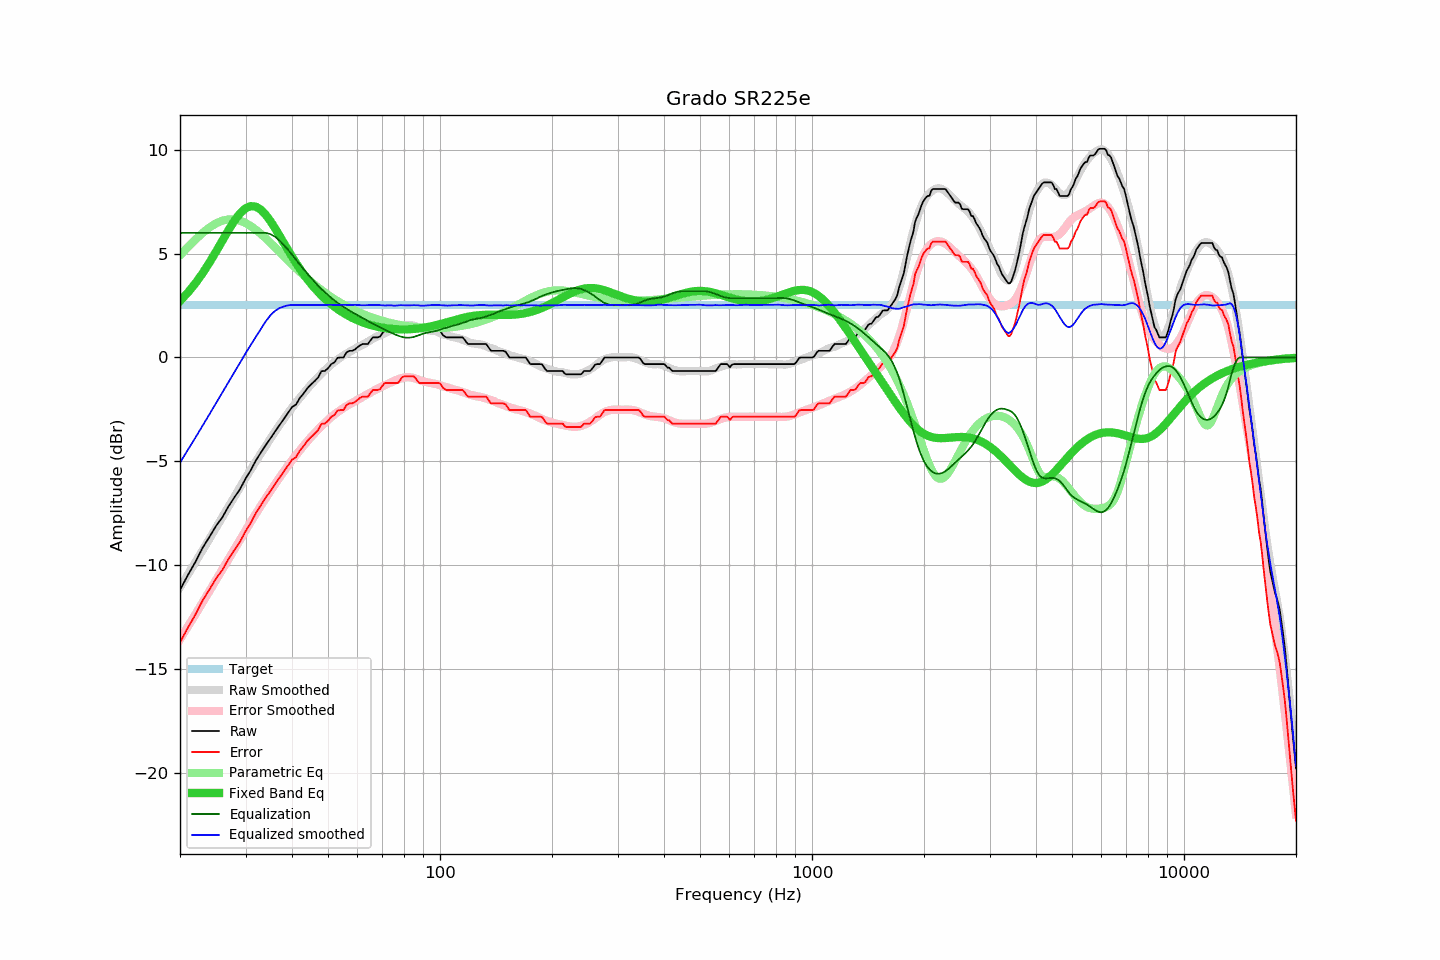 Grado SR225e
10
5
0
−5
−10
−15
−20
Amplitude (dBr)
Target
Raw Smoothed
Error Smoothed
Raw
Error
Parametric Eq
Fixed Band Eq
Equalization
Equalized smoothed
100
1000
10000
Frequency (Hz)